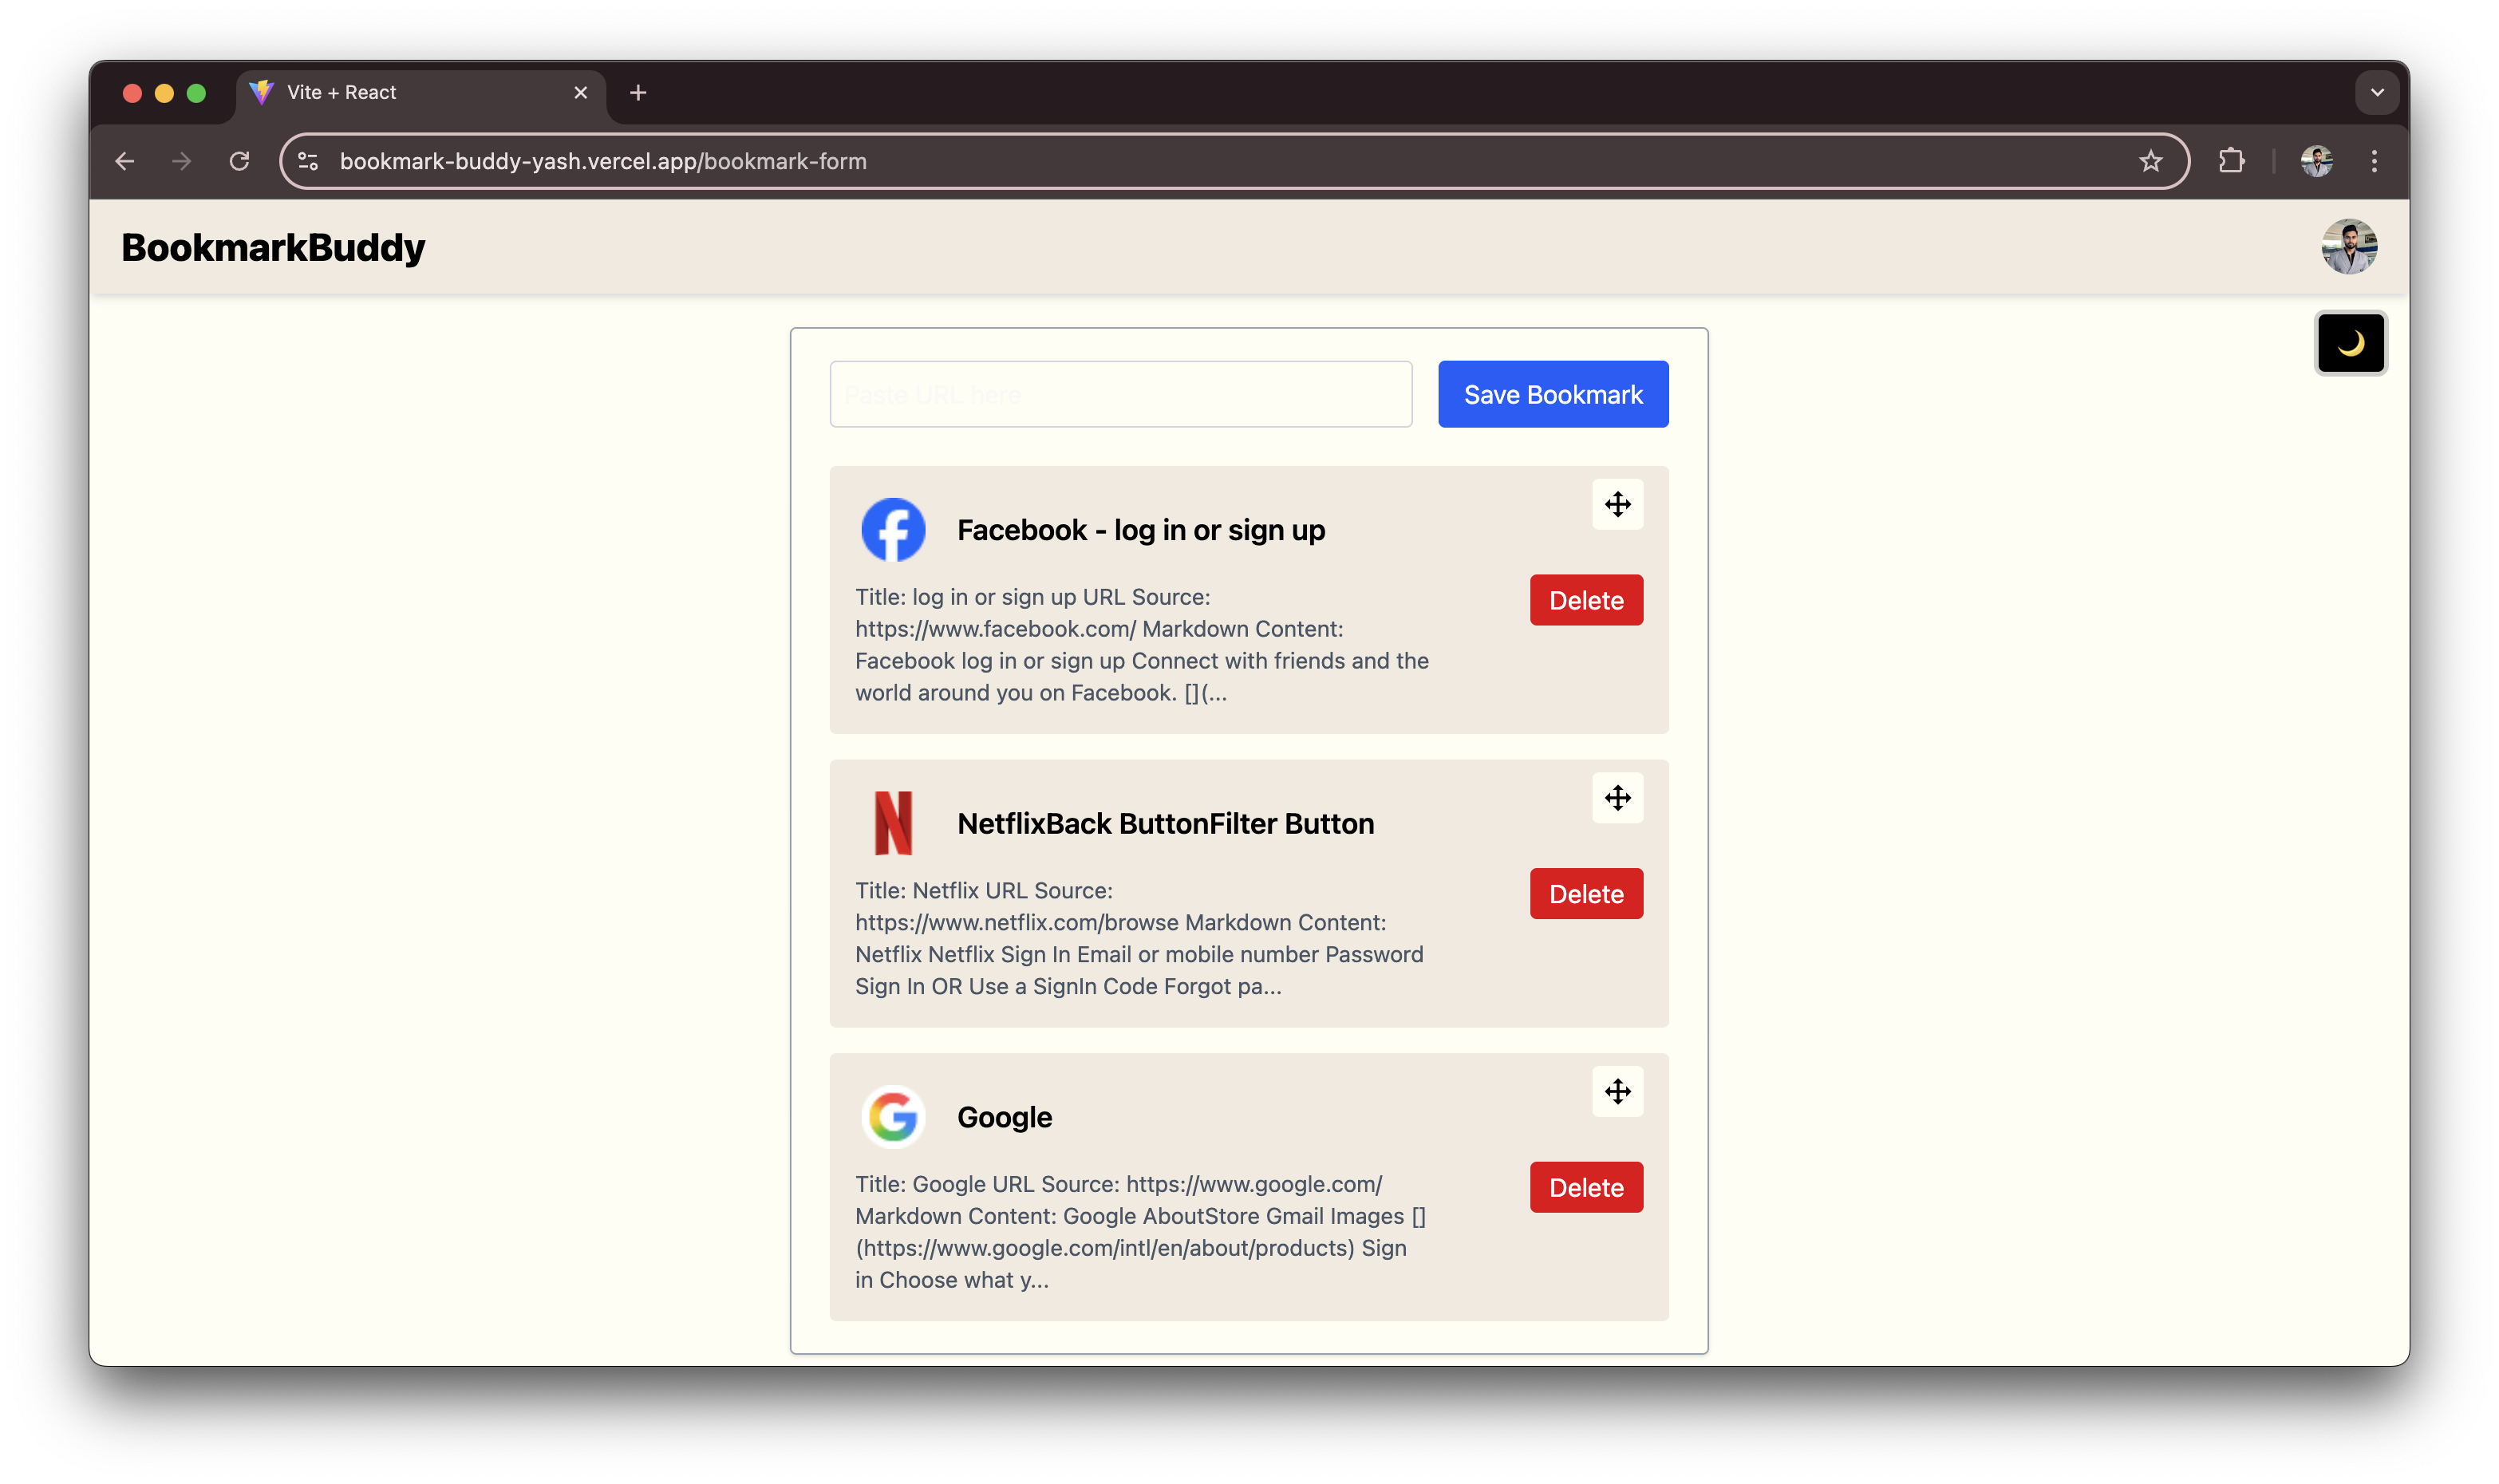 Vite + React
bookmark-buddy-yash.vercel.app/bookmark-form
BookmarkBuddy
Paste URL here
Save Bookmark
Facebook - log in or sign up
Title: log in or sign up URL Source:
https://www.facebook.com/ Markdown Content:
Facebook log in or sign up Connect with friends and the
world around you on Facebook. [](...
Delete
NetflixBack ButtonFilter Button
Title: Netflix URL Source:
https://www.netflix.com/browse Markdown Content:
Netflix Netflix Sign In Email or mobile number Password
Sign In OR Use a SignIn Code Forgot pa...
Delete
Google
Title: Google URL Source: https://www.google.com/
Markdown Content: Google AboutStore Gmail Images []
(https://www.google.com/intl/en/about/products) Sign
in Choose what y...
Delete